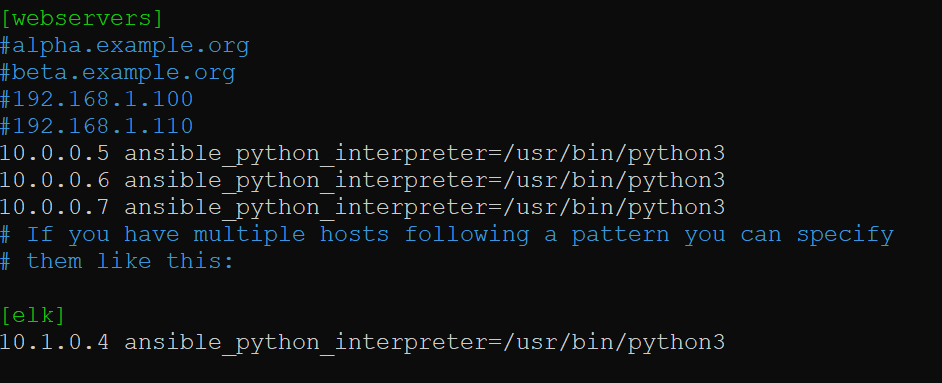 [webservers]
#alpha.example.org
#beta.example.org
#192.168.1.100
#192.168.1.110
10.0.0.5 ansible_python_interpreter=/usr/bin/python3
10.0.0.6 ansible_python_interpreter=/usr/bin/python3
10.0.0.7 ansible_python_interpreter=/usr/bin/python3
# If you have multiple hosts following a pattern you can specify
# them like this:
[elk]
10.1.0.4 ansible_python_interpreter=/usr/bin/python3